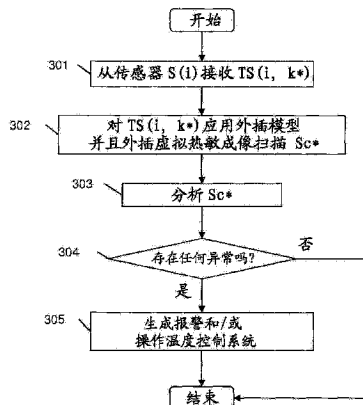 开始
301
从传感器 S(i)接收 TS(i, k*)
302
对 TS(i, k*)应用外插模型
并且外插虚拟热敏成像扫描 Sc*
303
分析 Sc*
304
存在任何异常吗?
否
是
305
生成报警和/或
操作温度控制系统
结束